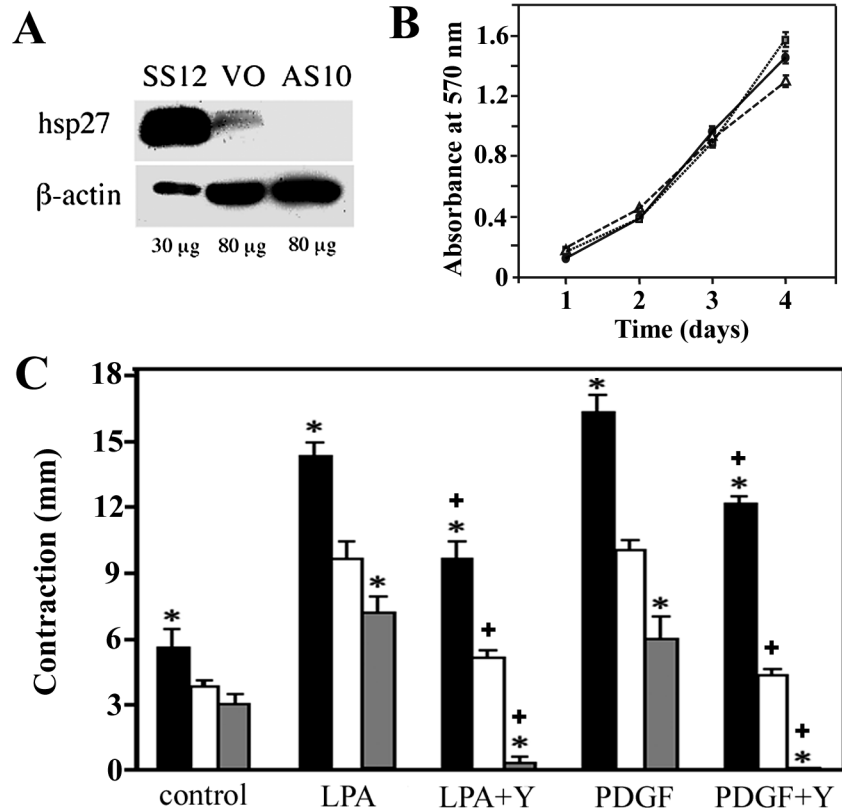 A
SS12 VO AS10
hsp27
β-actin
30 µg 80 µg 80 µg
B
Absorbance at 570 nm
1.6
1.2
0.8
0.4
0
1 2 3 4
Time (days)
C
Contraction (mm)
18
15
12
9
6
3
0
* * * + * + + * * * + * + + *
control LPA LPA+Y PDGF PDGF+Y